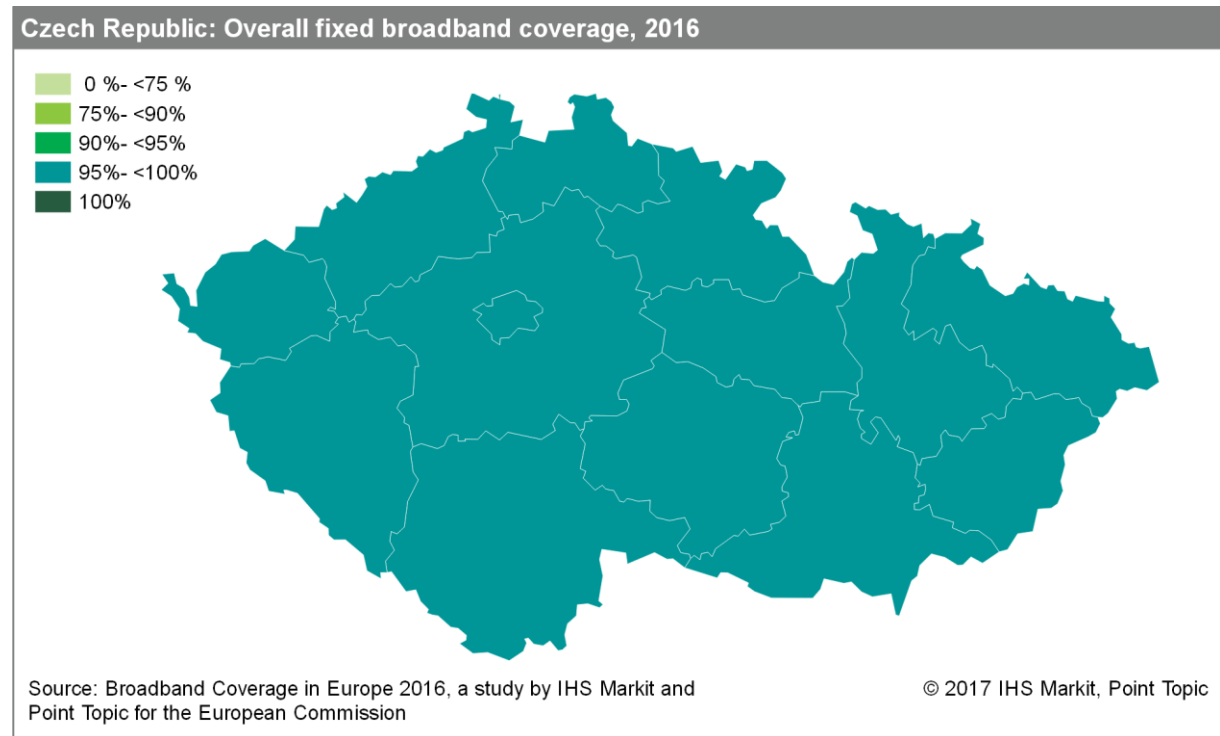 Czech Republic: Overall fixed broadband coverage, 2016
0 %- <75 %
75%- <90%
90%- <95%
95%- <100%
100%
Source: Broadband Coverage in Europe 2016, a study by IHS Markit and
Point Topic for the European Commission
© 2017 IHS Markit, Point Topic